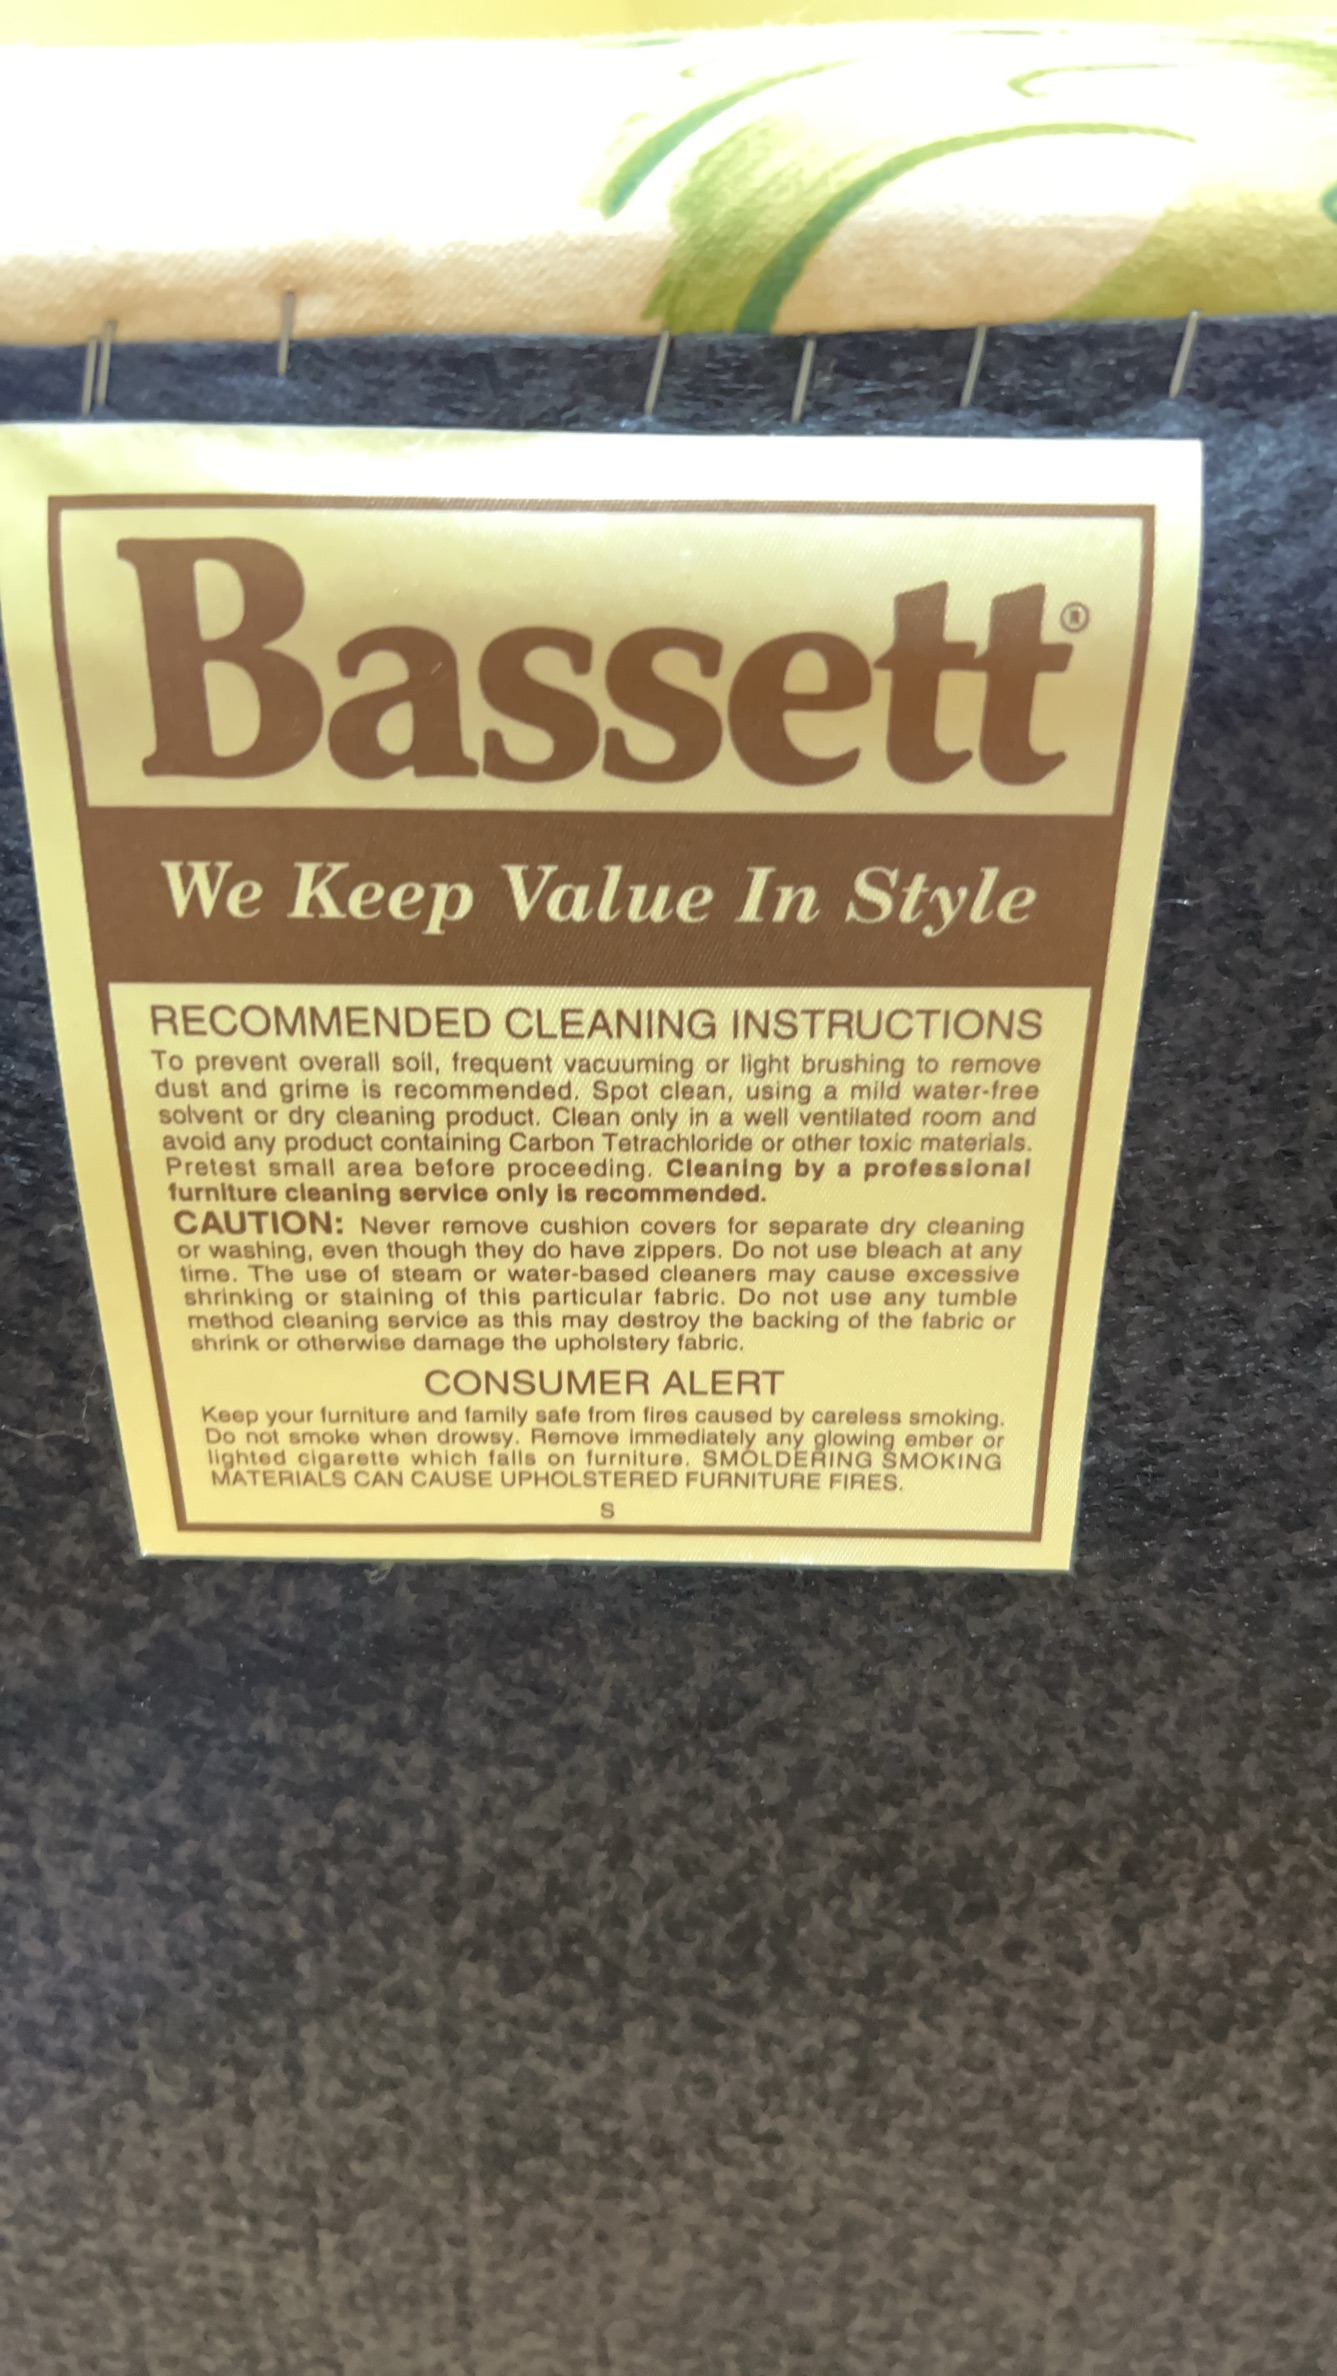 Bassett®
We Keep Value In Style
RECOMMENDED CLEANING INSTRUCTIONS
To prevent overall soil, frequent vacuuming or light brushing to remove
dust and grime is recommended. Spot clean, using a mild water-free
solvent or dry cleaning product. Clean only in a well ventilated room and
avoid any product containing Carbon Tetrachloride or other toxic materials.
Pretest small area before proceeding. Cleaning by a professional
furniture cleaning service only is recommended.
CAUTION: Never remove cushion covers for separate dry cleaning
or washing, even though they do have zippers. Do not use bleach at any
time. The use of steam or water-based cleaners may cause excessive
shrinking or staining of this particular fabric. Do not use any tumble
method cleaning service as this may destroy the backing of the fabric or
shrink or otherwise damage the upholstery fabric.
CONSUMER ALERT
Keep your furniture and family safe from fires caused by careless smoking.
Do not smoke when drowsy. Remove immediately any glowing ember or
lighted cigarette which falls on furniture. SMOLDERING SMOKING
MATERIALS CAN CAUSE UPHOLSTERED FURNITURE FIRES.
S